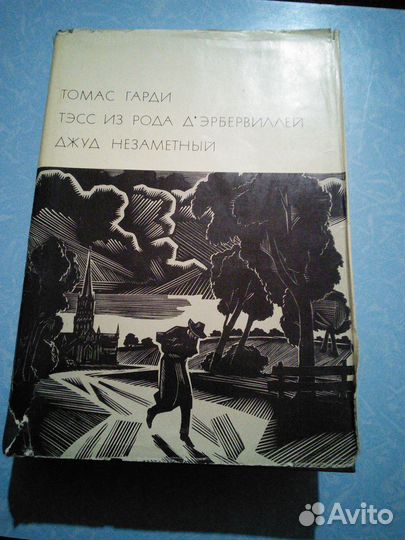 ТОМАС ГАРДИ
ТЭСС ИЗ РОДА Д'ЭРБЕРВИЛЛЕЙ
ДЖУД НЕЗАМЕТНЫЙ
Avito